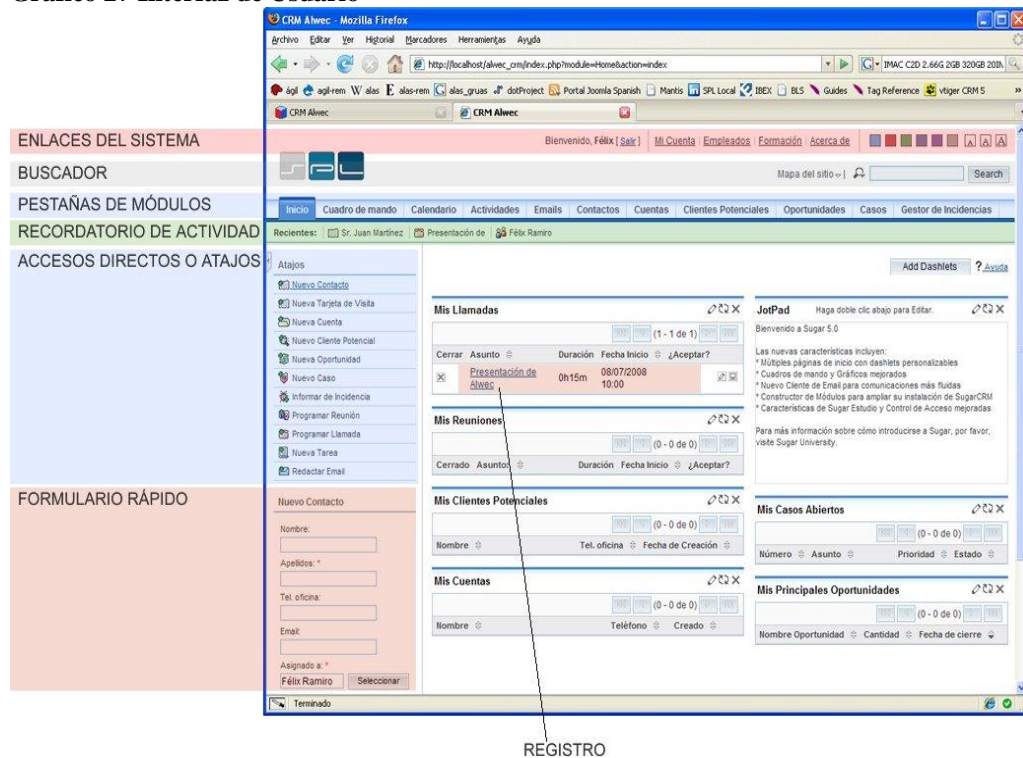 CRM Alwec - Mozilla Firefox
Archivo Editar Ver Historial Marcadores Herramientas Ayuda
http://localhost/alwec_crm/index.php?module=Home&action=index
IMAC C2D 2.66G 2GB 320GB
ágil agil-rem W alas E alas-rem alas_gruas dotProject Portal Joomla Spanish Mantis SPL Local IBEX BLS Guides Tag Reference vtiger CRM 5 »
CRM Alwec CRM Alwec
ENLACES DEL SISTEMA
Bienvenido, Félix [ Salir ] Mi Cuenta Empleados Formación Acerca de A A A
BUSCADOR
SPL
Mapa del sitio Search
PESTAÑAS DE MÓDULOS
Inicio Cuadro de mando Calendario Actividades Emails Contactos Cuentas Clientes Potenciales Oportunidades Casos Gestor de Incidencias
RECORDATORIO DE ACTIVIDAD
Recientes: Sr. Juan Martinez Presentación de Félix Ramiro
ACCESOS DIRECTOS O ATAJOS
Atajos
Nuevo Contacto
Nueva Tarjeta de Visita
Nueva Cuenta
Nuevo Cliente Potencial
Nueva Oportunidad
Nuevo Caso
Informar de Incidencia
Programar Reunión
Programar Llamada
Nueva Tarea
Redactar Email
Add Dashlets ? Ayuda
Mis Llamadas
(1 - 1 de 1)
Cerrar Asunto Duración Fecha Inicio ¿Aceptar?
Presentación de Alwec 0h15m 08/07/2008 10:00
Mis Reuniones
(0 - 0 de 0)
Cerrado Asunto Duración Fecha Inicio ¿Aceptar?
Mis Clientes Potenciales
(0 - 0 de 0)
Nombre Tel. oficina Fecha de Creación
Mis Cuentas
(0 - 0 de 0)
Nombre Teléfono Creado
JotPad Haga doble clic abajo para Editar.
Bienvenido a Sugar 5.0
Las nuevas características incluyen:
* Múltiples páginas de inicio con dashlets personalizables
* Cuadros de mando y Gráficos mejorados
* Nuevo Cliente de Email para comunicaciones más fluidas
* Constructor de Módulos para ampliar su instalación de SugarCRM
* Características de Sugar Estudio y Control de Acceso mejoradas
Para más información sobre cómo introducirse a Sugar, por favor,
visite Sugar University.
Mis Casos Abiertos
(0 - 0 de 0)
Número Asunto Prioridad Estado
Mis Principales Oportunidades
(0 - 0 de 0)
Nombre Oportunidad Cantidad Fecha de cierre
FORMULARIO RÁPIDO
Nuevo Contacto
Nombre:
Apellidos: *
Tel. oficina:
Email:
Asignado a: *
Félix Ramiro Seleccionar
Terminado
REGISTRO